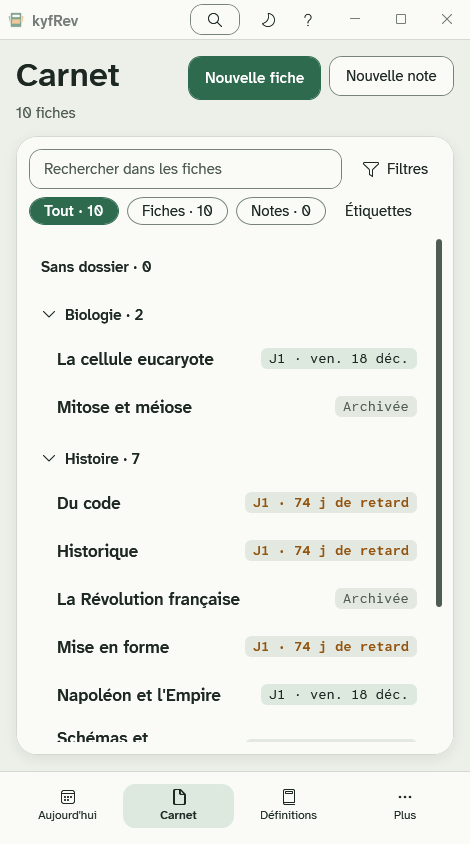 kyfRev
?
Carnet
Nouvelle fiche
Nouvelle note
10 fiches
Rechercher dans les fiches
Filtres
Tout · 10
Fiches · 10
Notes · 0
Étiquettes
Sans dossier · 0
Biologie · 2
La cellule eucaryote
J1 · ven. 18 déc.
Mitose et méiose
Archivée
Histoire · 7
Du code
J1 · 74 j de retard
Historique
J1 · 74 j de retard
La Révolution française
Archivée
Mise en forme
J1 · 74 j de retard
Napoléon et l'Empire
J1 · ven. 18 déc.
Schémas et
Aujourd'hui
Carnet
Définitions
Plus